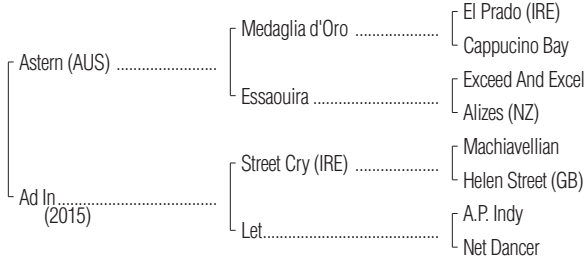 Astern (AUS)
Medaglia d'Oro
El Prado (IRE)
Cappucino Bay
Essaouira
Exceed And Excel
Alizes (NZ)
Ad In
(2015)
Street Cry (IRE)
Machiavellian
Helen Street (GB)
Let
A.P. Indy
Net Dancer